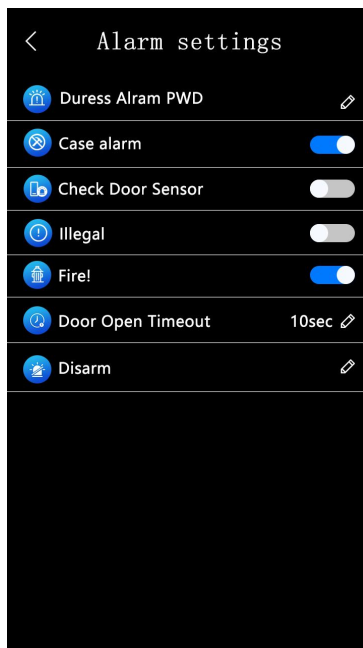 Alarm settings
Duress Alram PWD
Case alarm
Check Door Sensor
Illegal
Fire!
Door Open Timeout 10sec
Disarm